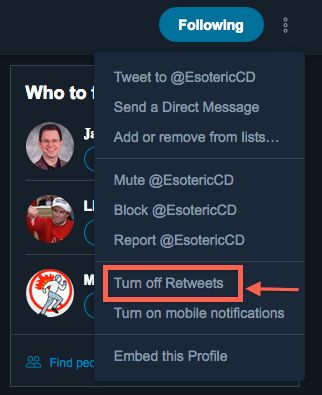 Following
Who to f
Tweet to @EsotericCD
Send a Direct Message
Add or remove from lists...
Ja
Mute @EsotericCD
Block @EsotericCD
Report @EsotericCD
Turn off Retweets
M
Turn on mobile notifications
Find peo
Embed this Profile